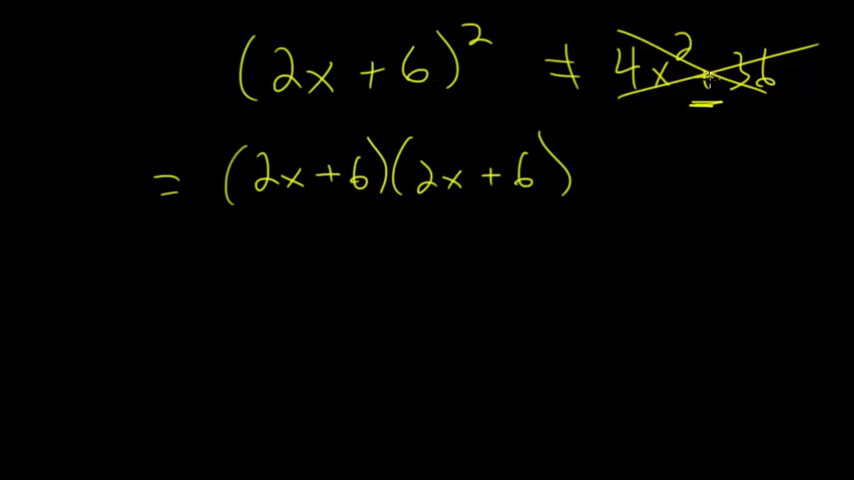 (2x + 6)² ≠ 4x² + 36
= (2x + 6)(2x + 6)